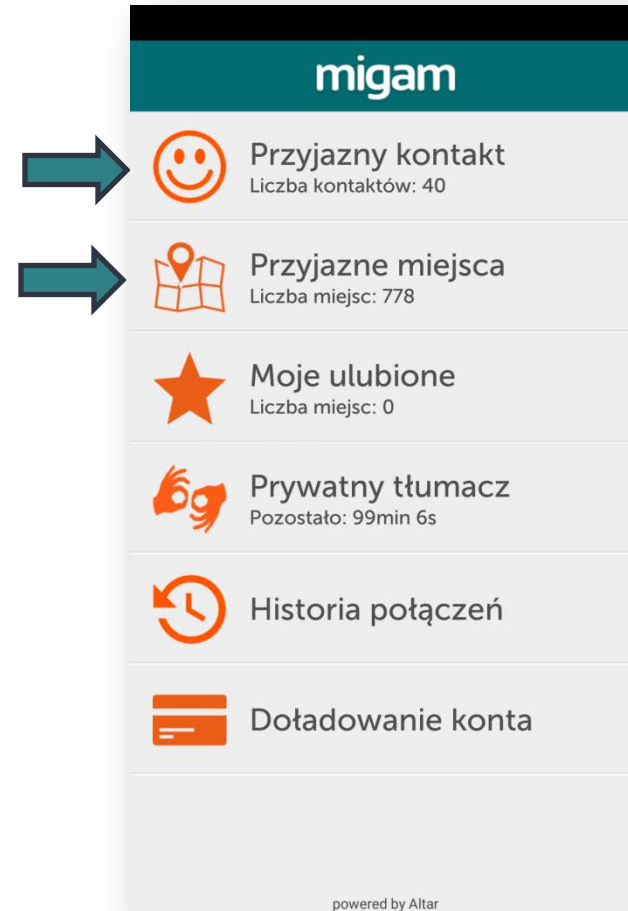 migam
Przyjazny kontakt
Liczba kontaktów: 40
Przyjazne miejsca
Liczba miejsc: 778
Moje ulubione
Liczba miejsc: 0
Prywatny tłumacz
Pozostało: 99min 6s
Historia połączeń
Doładowanie konta
powered by Altar